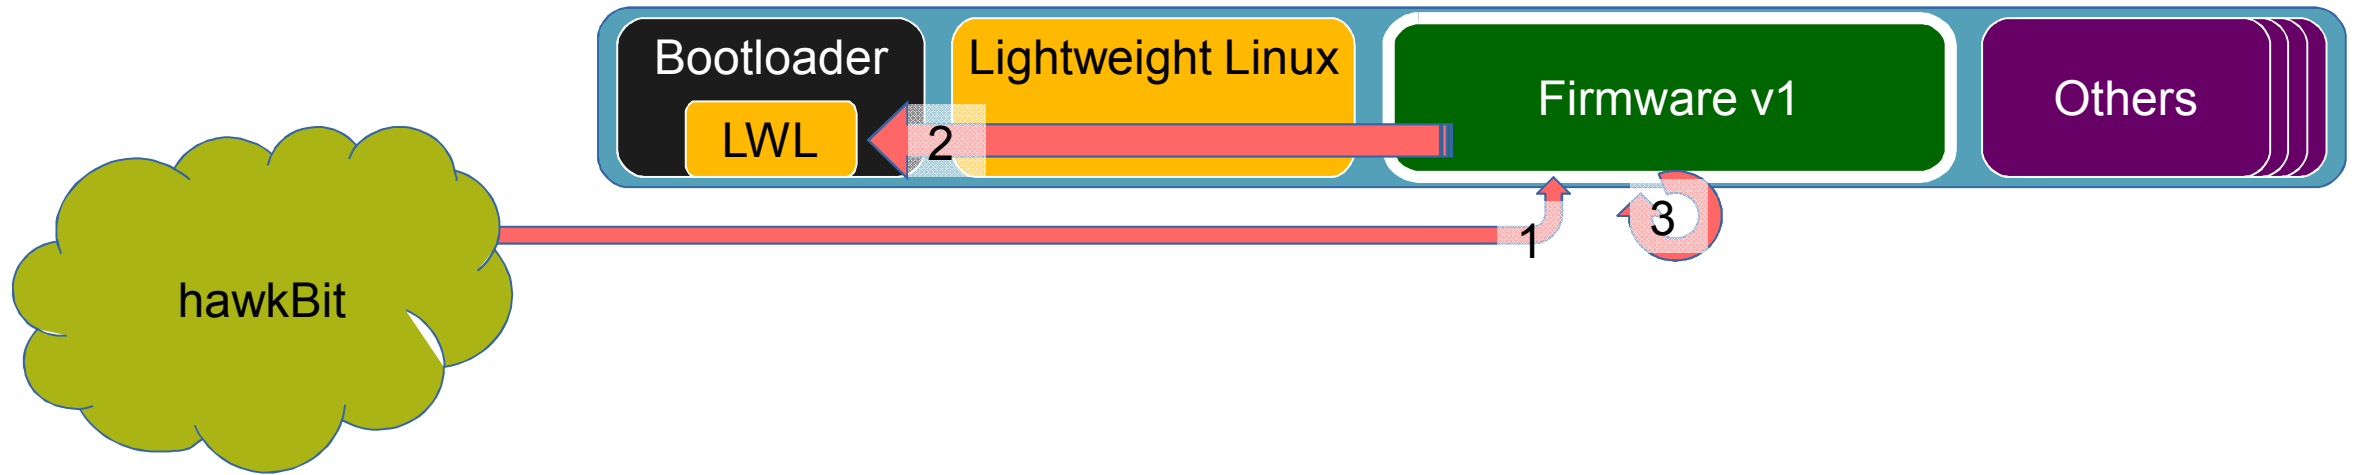 Bootloader
Lightweight Linux
Firmware v1
Others
LWL
2
1
3
hawkBit